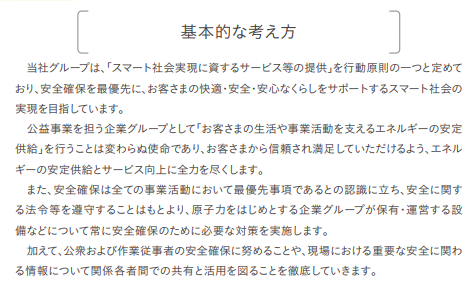 基本的な考え方
当社グループは、「スマート社会実現に資するサービス等の提供」を行動原則の一つと定めて
おり、安全確保を最優先に、お客さまの快適・安全・安心なくらしをサポートするスマート社会の
実現を目指しています。
公益事業を担う企業グループとして「お客さまの生活や事業活動を支えるエネルギーの安定
供給」を行うことは変わらぬ使命であり、お客さまから信頼され満足していただけるよう、エネル
ギーの安定供給とサービス向上に全力を尽くします。
また、安全確保は全ての事業活動において最優先事項であるとの認識に立ち、安全に関す
る法令等を遵守することはもとより、原子力をはじめとする企業グループが保有・運営する設
備などについて常に安全確保のために必要な対策を実施します。
加えて、公衆および作業従事者の安全確保に努めることや、現場における重要な安全に関わ
る情報について関係各者間での共有と活用を図ることを徹底していきます。